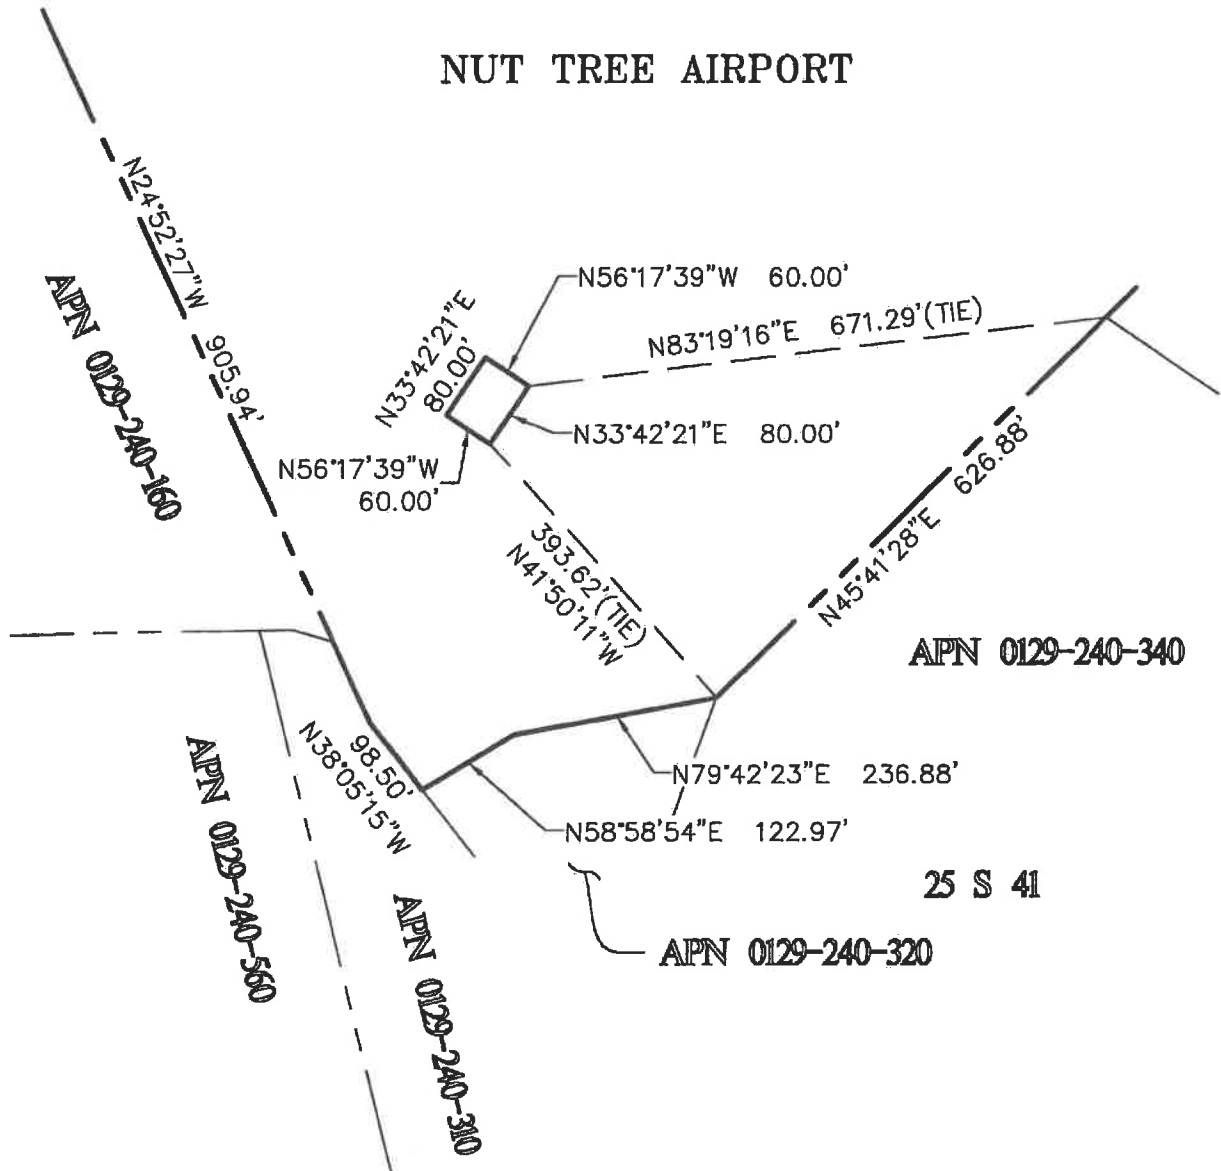 NUT TREE AIRPORT
N24°52'27"W 905.94'
APN 0129-240-160
N56°17'39"W 60.00'
N83°19'16"E 671.29'(TIE)
N33°42'21"E
80.00'
N33°42'21"E 80.00'
N56°17'39"W
60.00'
393.62'(TIE)
N41°50'11"W
N45°41'28"E 626.88'
APN 0129-240-340
98.50'
N38°05'15"W
N79°42'23"E 236.88'
N58°58'54"E 122.97'
APN 0129-240-560
25 S 41
APN 0129-240-320
APN 0129-240-310